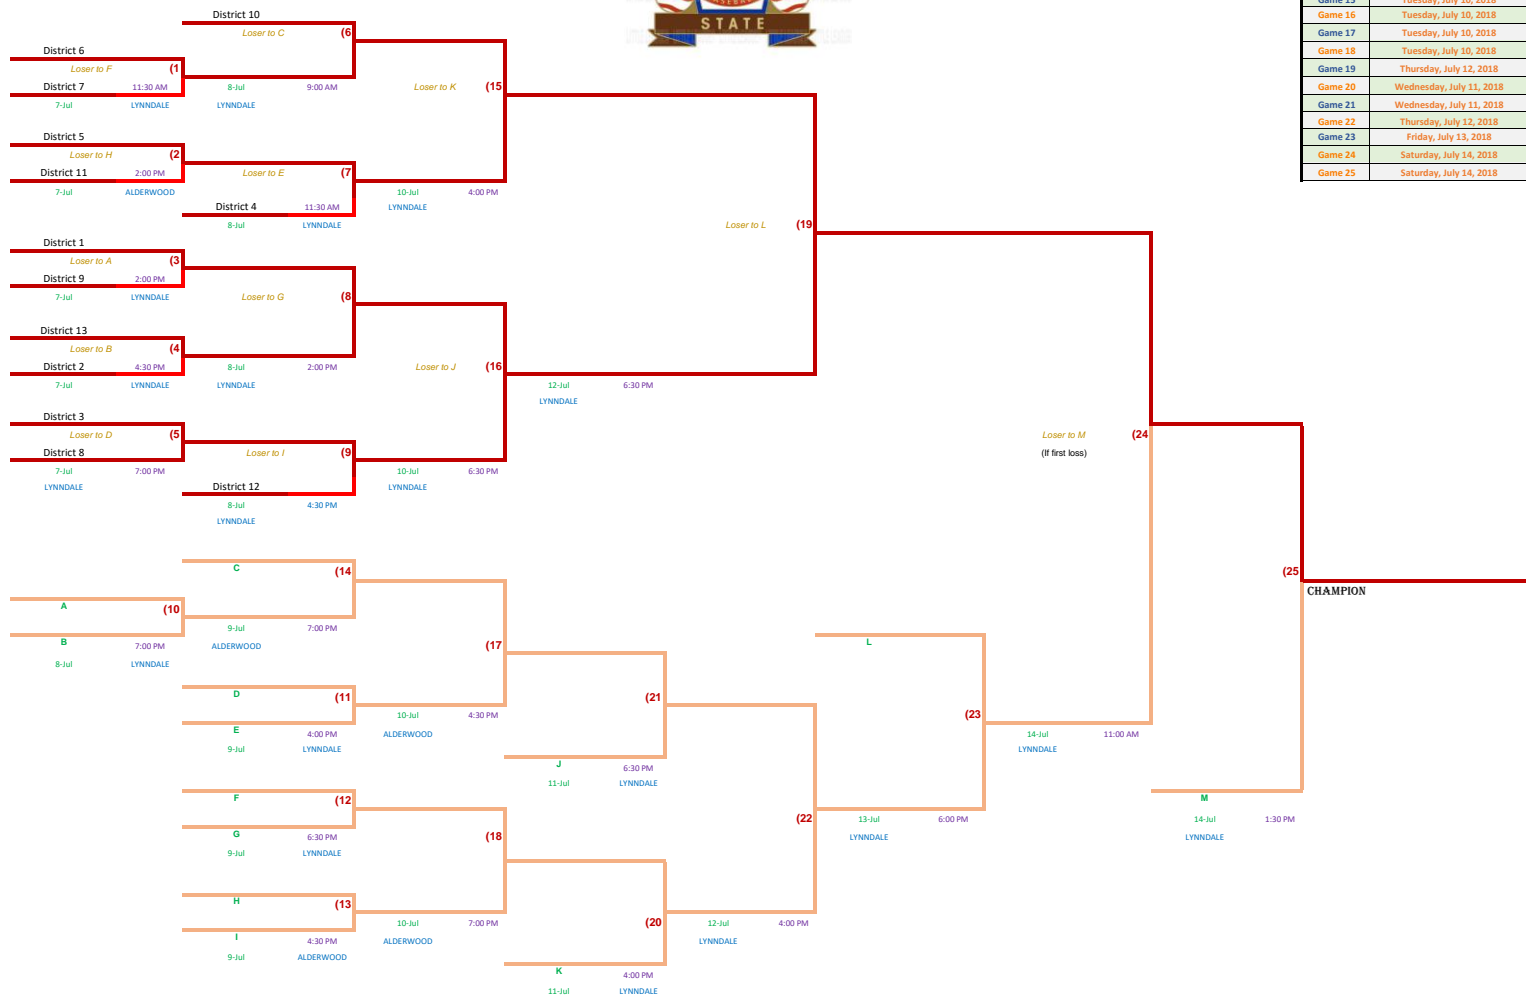 STATE
Game 15 Tuesday, July 10, 2018
Game 16 Tuesday, July 10, 2018
Game 17 Tuesday, July 10, 2018
Game 18 Tuesday, July 10, 2018
Game 19 Thursday, July 12, 2018
Game 20 Wednesday, July 11, 2018
Game 21 Wednesday, July 11, 2018
Game 22 Thursday, July 12, 2018
Game 23 Friday, July 13, 2018
Game 24 Saturday, July 14, 2018
Game 25 Saturday, July 14, 2018
District 10
Loser to C (6
District 6
Loser to F (1
District 7 11:30 AM
7-Jul LYNNDALE
8-Jul 9:00 AM
LYNNDALE
Loser to K (15
District 5
Loser to H (2
District 11 2:00 PM
7-Jul ALDERWOOD
Loser to E (7
District 4 11:30 AM
8-Jul LYNNDALE
10-Jul 4:00 PM
LYNNDALE
Loser to L (19
District 1
Loser to A (3
District 9 2:00 PM
7-Jul LYNNDALE
Loser to G (8
District 13
Loser to B (4
District 2 4:30 PM
7-Jul LYNNDALE
8-Jul 2:00 PM
LYNNDALE
Loser to J (16
12-Jul 6:30 PM
LYNNDALE
District 3
Loser to D (5
District 8
7-Jul 7:00 PM
LYNNDALE
Loser to I (9
District 12
8-Jul 4:30 PM
LYNNDALE
10-Jul 6:30 PM
LYNNDALE
Loser to M (24
(If first loss)
C (14
A (10
B 7:00 PM
8-Jul LYNNDALE
9-Jul 7:00 PM
ALDERWOOD
(25
CHAMPION
(17
L
D (11
E 4:00 PM
9-Jul LYNNDALE
10-Jul 4:30 PM
ALDERWOOD
(21
(23
14-Jul 11:00 AM
LYNNDALE
J 6:30 PM
11-Jul LYNNDALE
F (12
G 6:30 PM
9-Jul LYNNDALE
(18
(22
13-Jul 6:00 PM
LYNNDALE
M
14-Jul 1:30 PM
LYNNDALE
H (13
I 4:30 PM
9-Jul ALDERWOOD
10-Jul 7:00 PM
ALDERWOOD
(20
12-Jul 4:00 PM
LYNNDALE
K 4:00 PM
11-Jul LYNNDALE